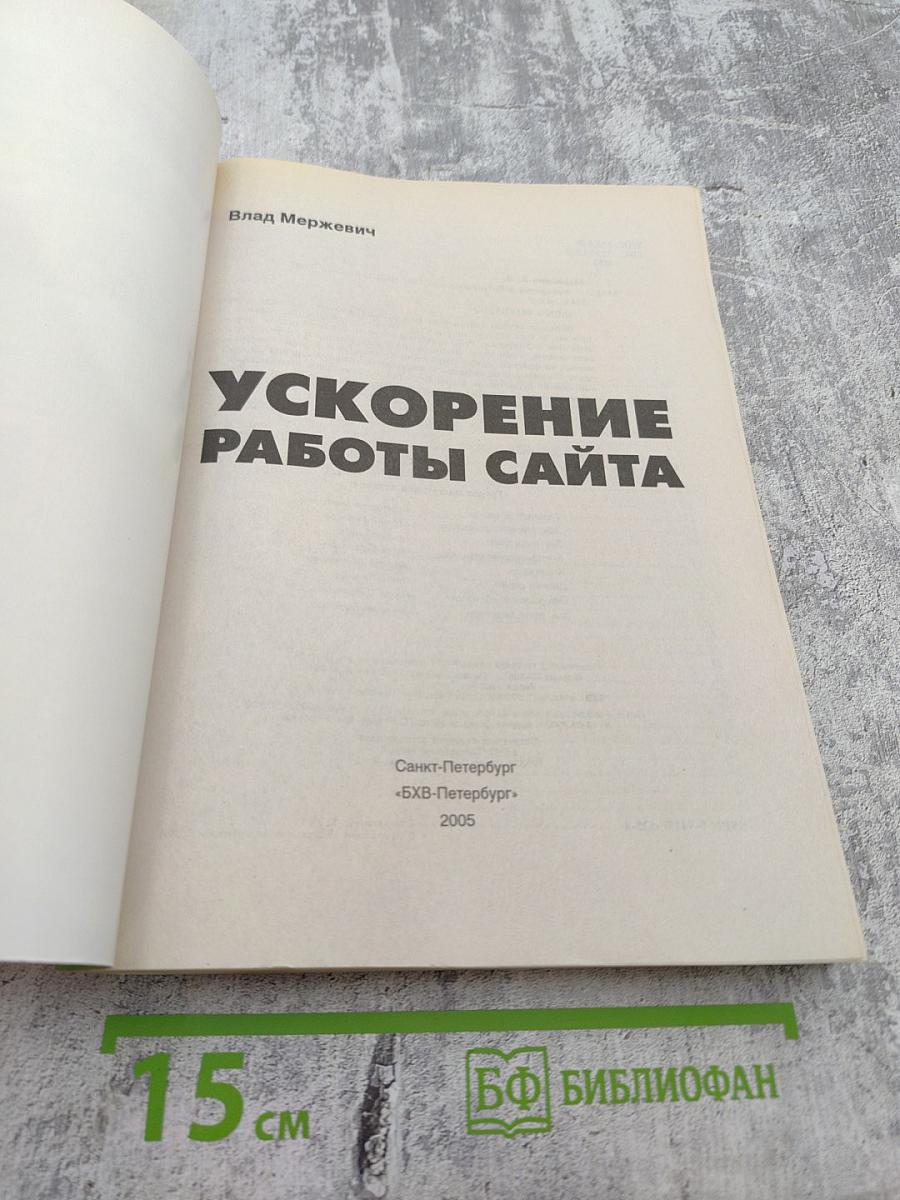 Влад Мержевич
УСКОРЕНИЕ
РАБОТЫ САЙТА
Санкт-Петербург
«БХВ-Петербург»
2005
15 см
БФ БИБЛИОФАН